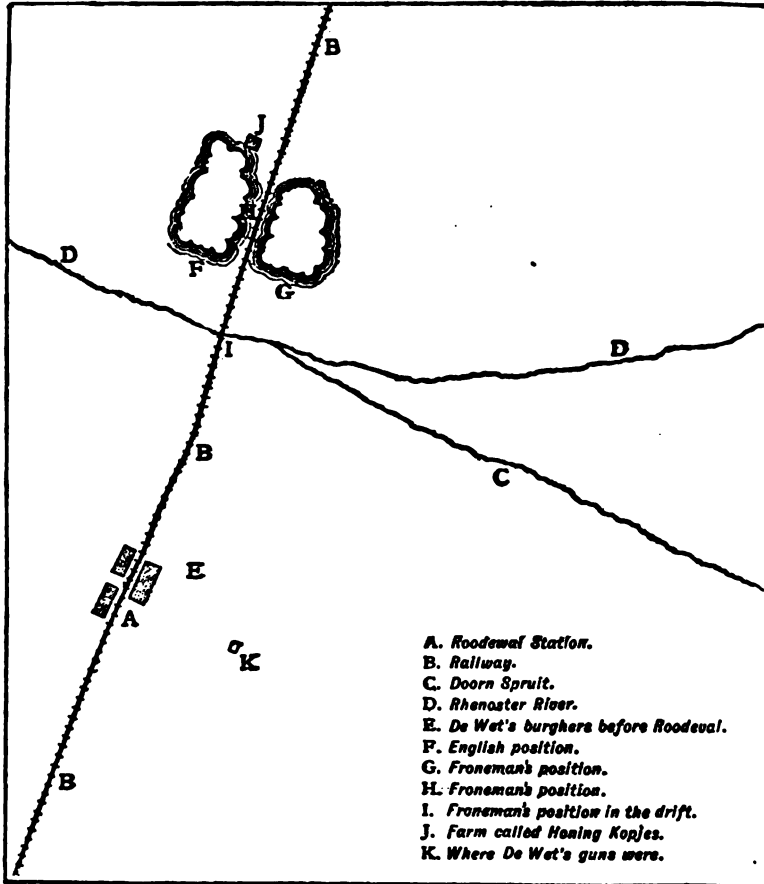 B
J
H
D
F
G
I
D
B
C
E
A
K
B
A. Roodewal Station.
B. Railway.
C. Doorn Spruit.
D. Rhenoster River.
E. De Wet's burghers before Roodeval.
F. English position.
G. Froneman's position.
H. Froneman's position.
I. Froneman's position in the drift.
J. Farm called Honing Kopjes.
K. Where De Wet's guns were.